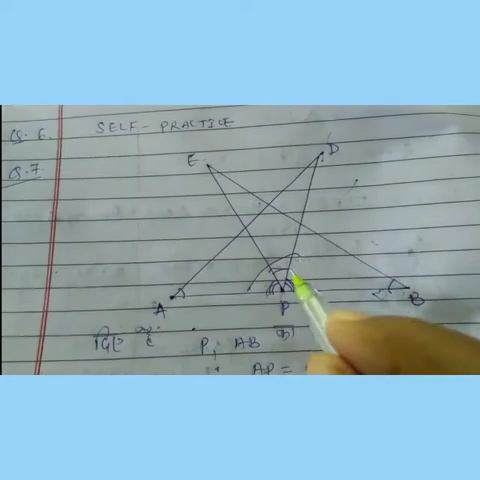 Q. 6. SELF - PRACTICE
Q. 7
E
D
A
P
B
P, AB का
AP =